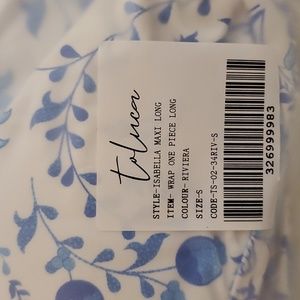 toluca
STYLE-ISABELLA MAXI LONG
ITEM- WRAP ONE PIECE LONG
COLOUR-RIVIERA
SIZE-S
CODE-TS-02-34RIV-S
326999983